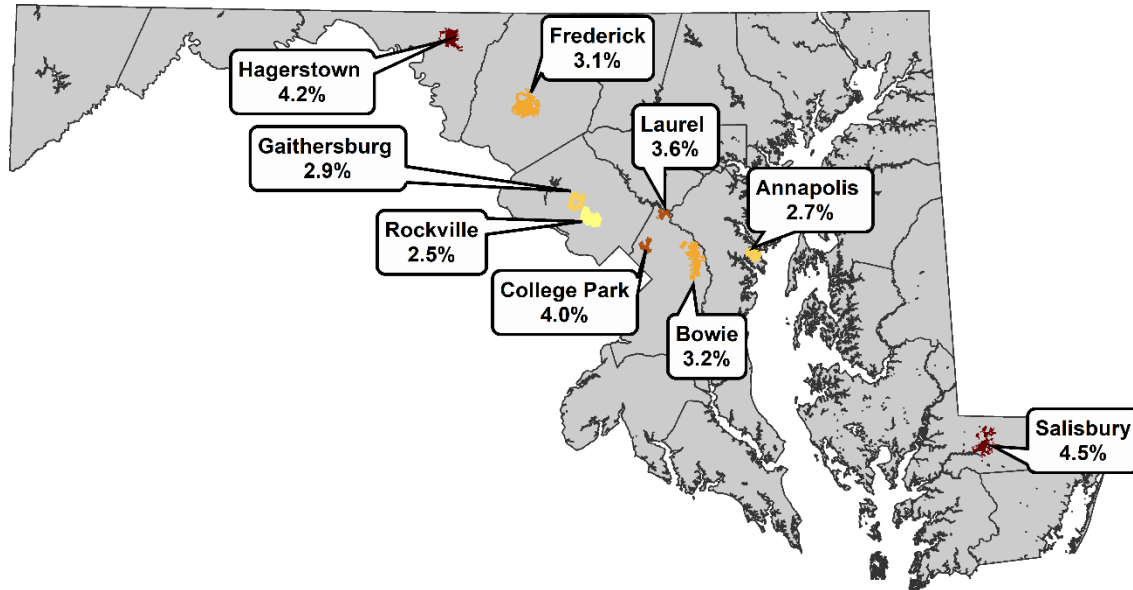 Frederick
3.1%
Hagerstown
4.2%
Laurel
3.6%
Gaithersburg
2.9%
Annapolis
2.7%
Rockville
2.5%
College Park
4.0%
Bowie
3.2%
Salisbury
4.5%